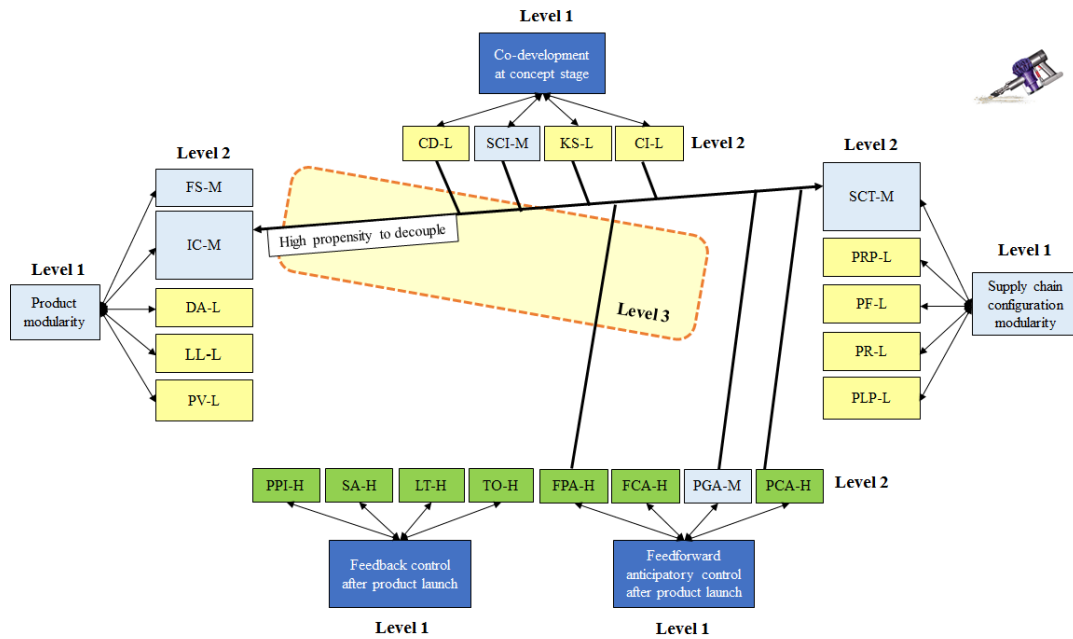 Level 1
Co-development
at concept stage
CD-L
SCI-M
KS-L
CI-L
Level 2
Level 2
FS-M
IC-M
DA-L
LL-L
PV-L
Level 1
Product
modularity
High propensity to decouple
Level 3
Level 2
SCT-M
PRP-L
PF-L
PR-L
PLP-L
Level 1
Supply chain
configuration
modularity
PPI-H
SA-H
LT-H
TO-H
FPA-H
FCA-H
PGA-M
PCA-H
Level 2
Feedback control
after product launch
Level 1
Feedforward
anticipatory control
after product launch
Level 1